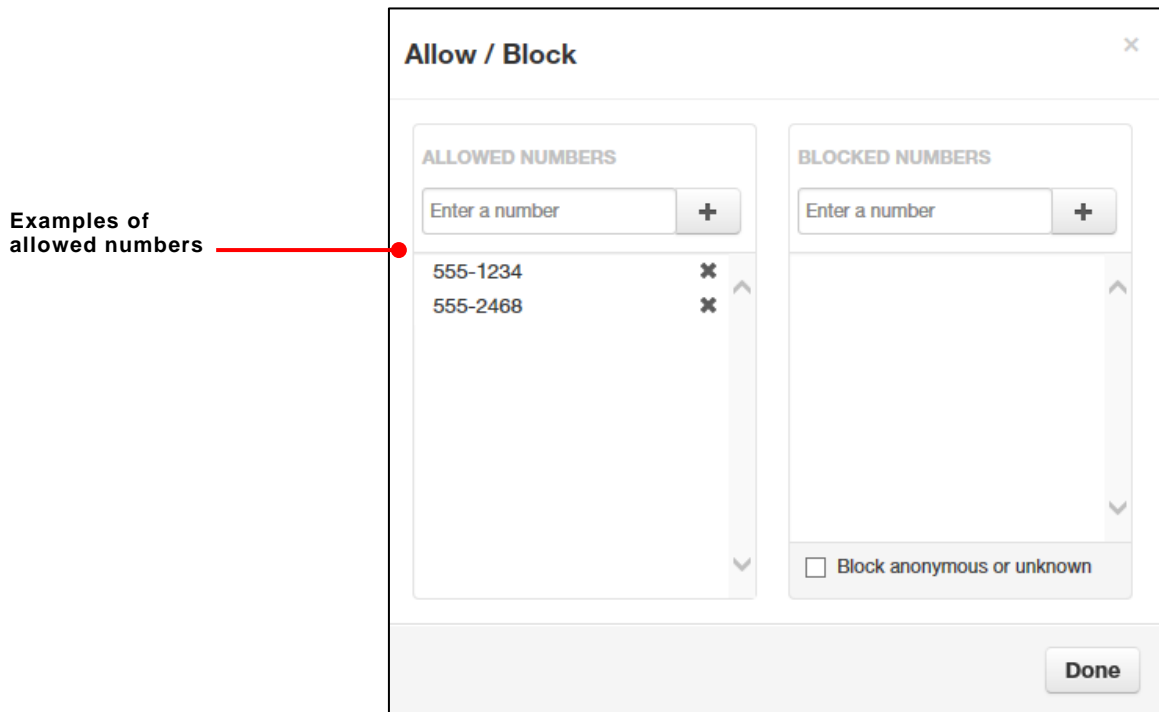 Allow / Block
×
Examples of
allowed numbers
ALLOWED NUMBERS
Enter a number
+
555-1234
555-2468
BLOCKED NUMBERS
Enter a number
+
Block anonymous or unknown
Done